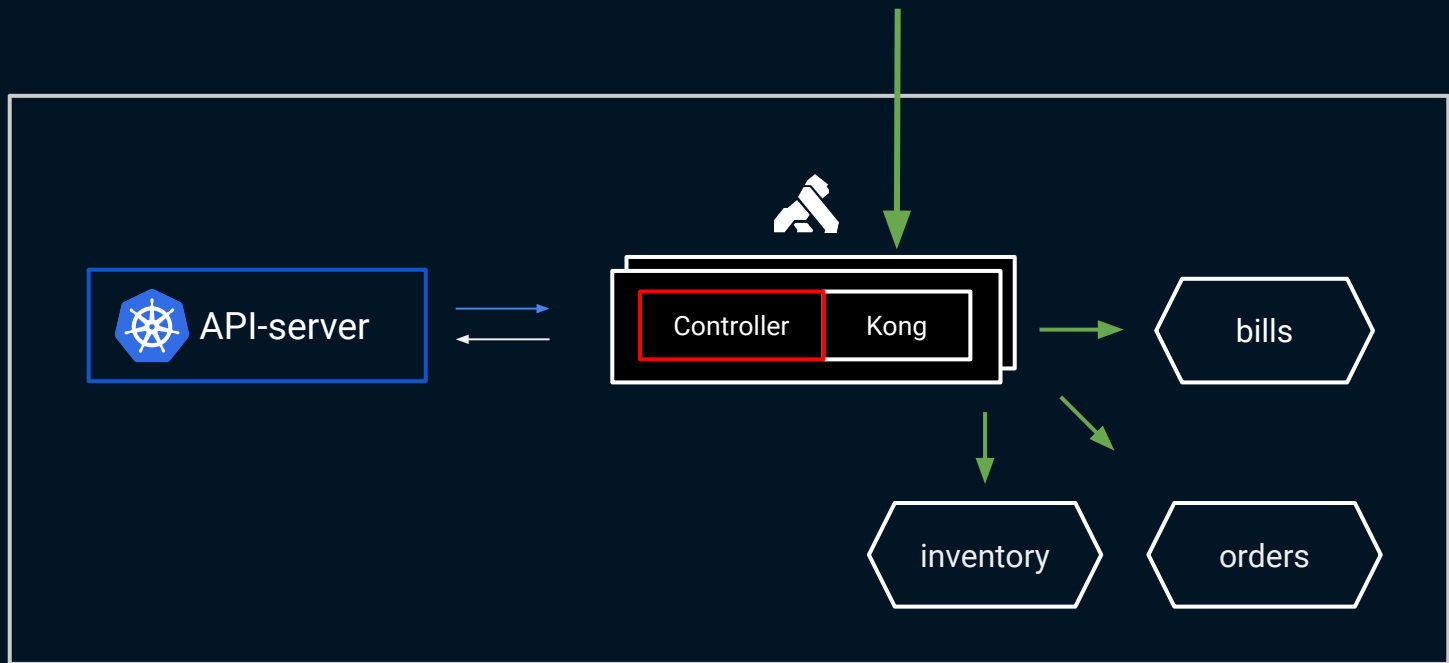 API-server
Controller
Kong
bills
inventory
orders